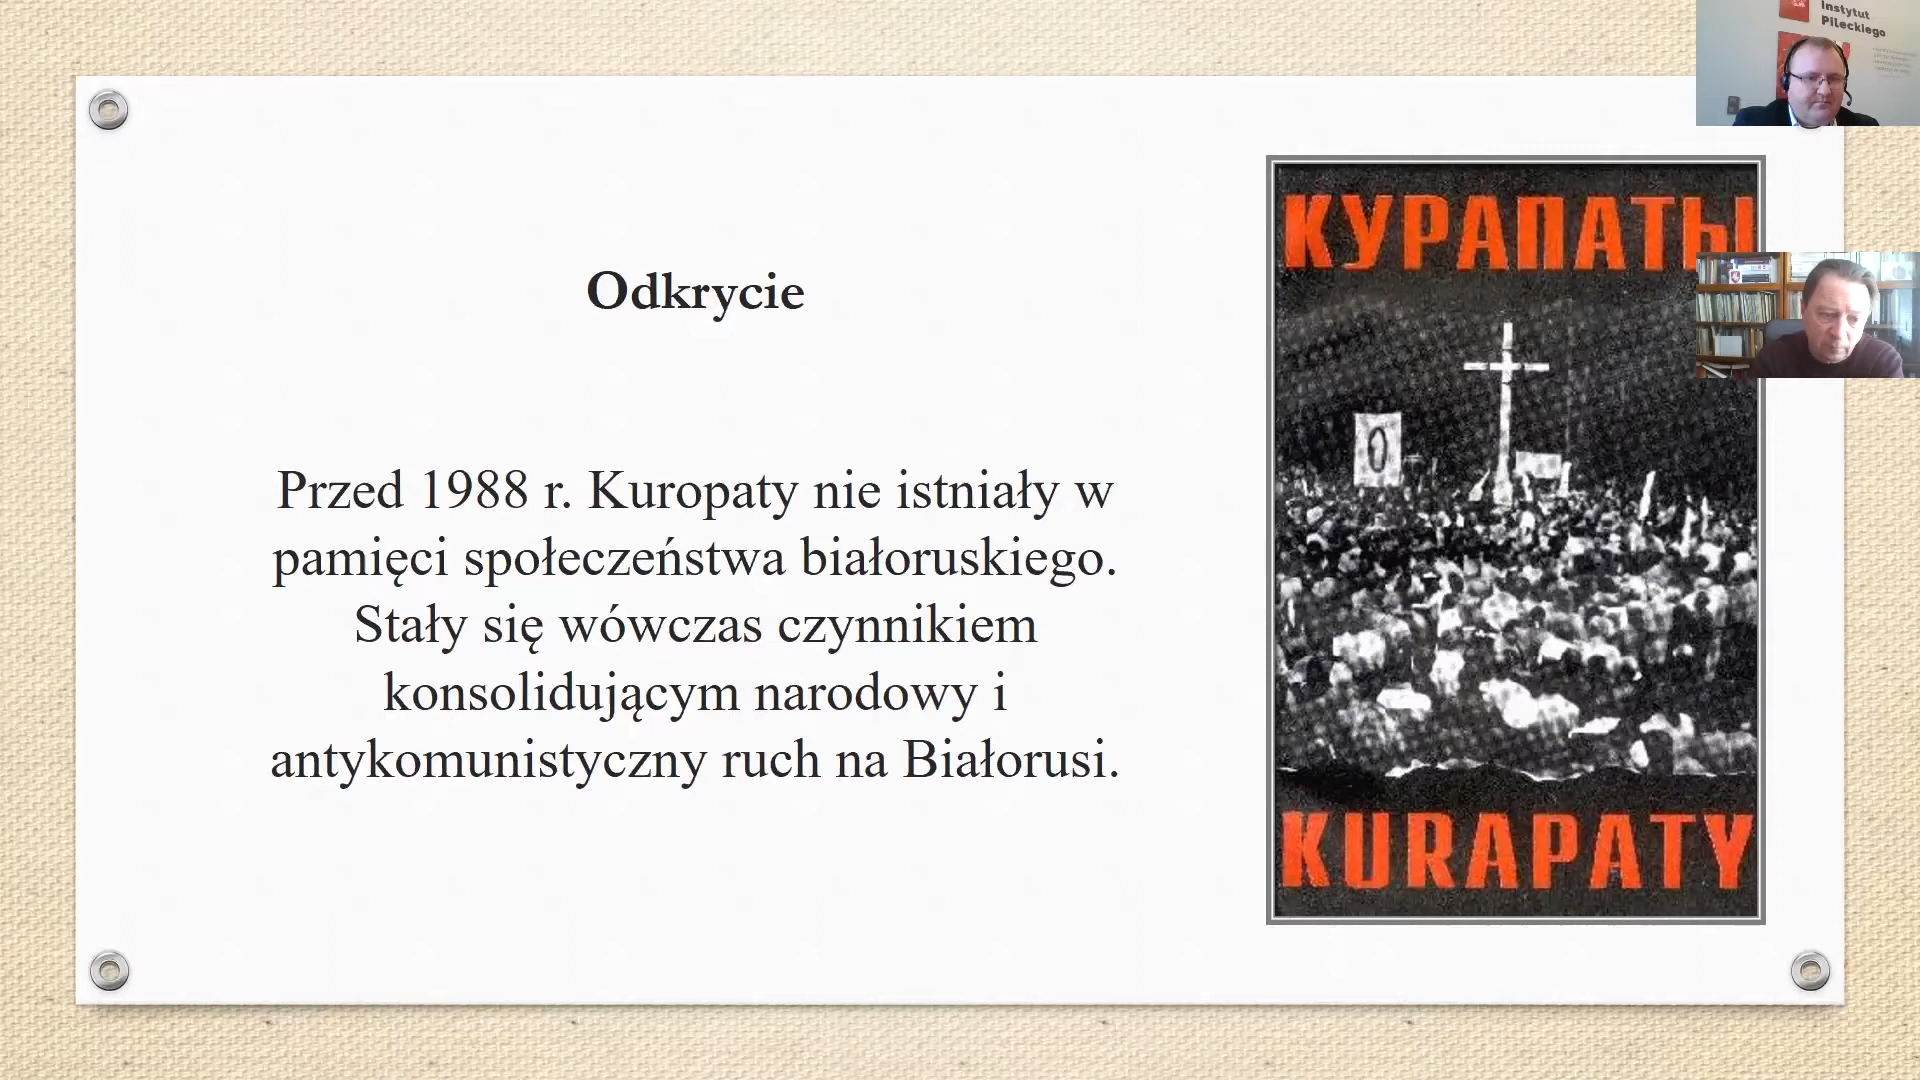 Instytut
Pileckiego
Odkrycie
Przed 1988 r. Kuropaty nie istniały w
pamięci społeczeństwa białoruskiego.
Stały się wówczas czynnikiem
konsolidującym narodowy i
antykomunistyczny ruch na Białorusi.
КУРАПАТЫ
KURAPATY